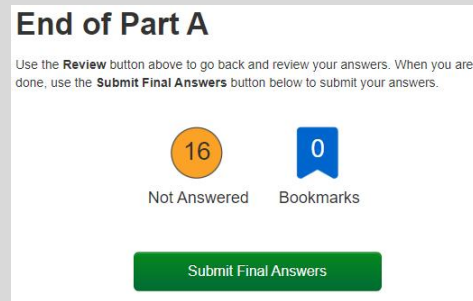 End of Part A
Use the Review button above to go back and review your answers. When you are
done, use the Submit Final Answers button below to submit your answers.
16
0
Not Answered
Bookmarks
Submit Final Answers